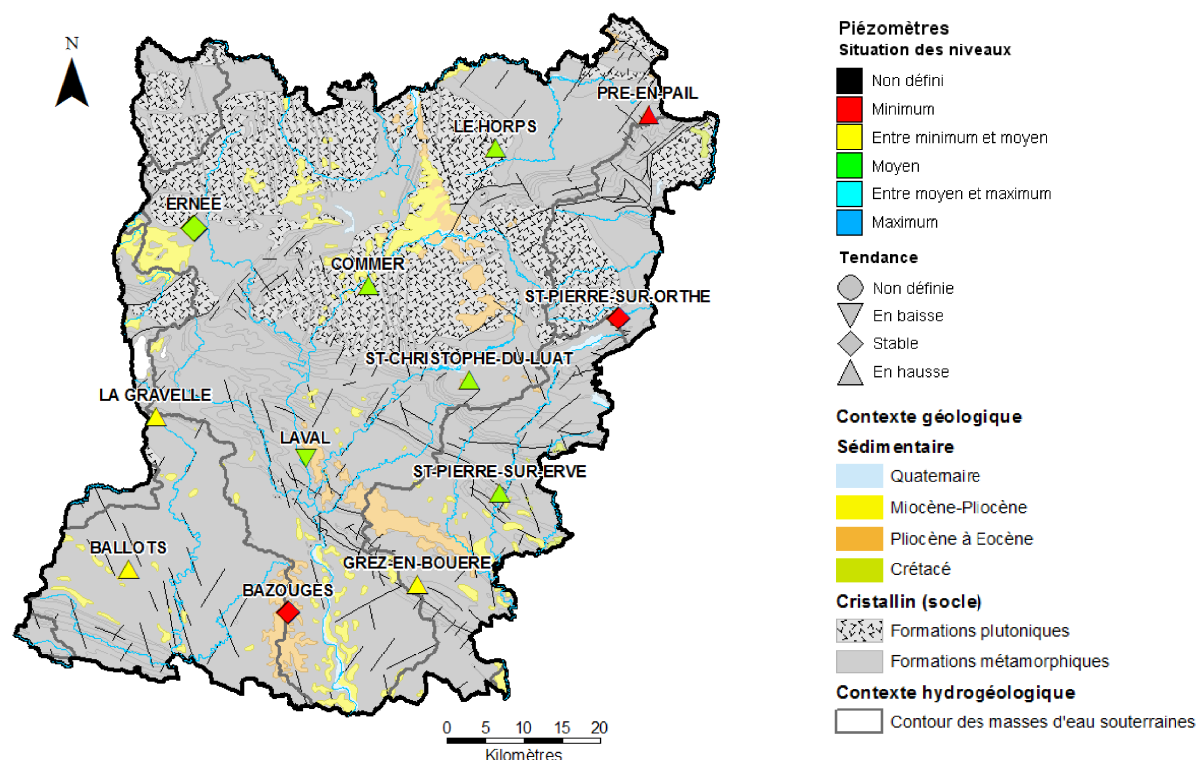 N
PRE-EN-PAIL
LE HORPS
ERNEE
COMMER
ST-PIERRE-SUR-ORTHE
ST-CHRISTOPHE-DU-LUAT
LA GRAVELLE
LAVAL
ST-PIERRE-SUR-ERVE
BALLOTS
GREZ-EN-BOUERE
BAZOUGES
0 5 10 15 20
Kilomètres
Piézomètres
Situation des niveaux
Non défini
Minimum
Entre minimum et moyen
Moyen
Entre moyen et maximum
Maximum
Tendance
Non définie
En baisse
Stable
En hausse
Contexte géologique
Sédimentaire
Quaternaire
Miocène-Pliocène
Pliocène à Eocène
Crétacé
Cristallin (socle)
Formations plutoniques
Formations métamorphiques
Contexte hydrogéologique
Contour des masses d'eau souterraines